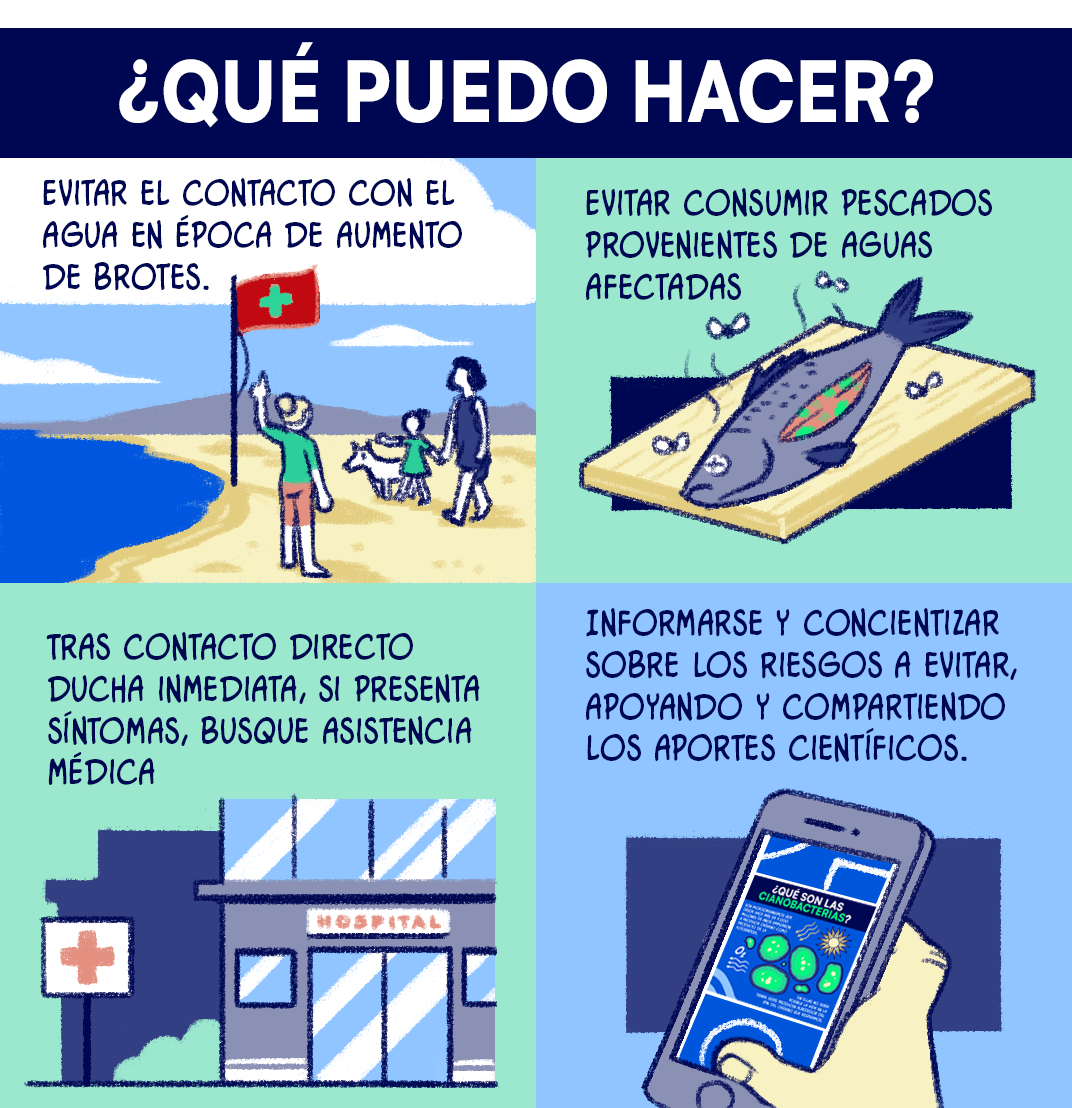 ¿QUÉ PUEDO HACER?
EVITAR EL CONTACTO CON EL
AGUA EN ÉPOCA DE AUMENTO
DE BROTES.
EVITAR CONSUMIR PESCADOS
PROVENIENTES DE AGUAS
AFECTADAS
TRAS CONTACTO DIRECTO
DUCHA INMEDIATA, SI PRESENTA
SÍNTOMAS, BUSQUE ASISTENCIA
MÉDICA
HOSPITAL
INFORMARSE Y CONCIENTIZAR
SOBRE LOS RIESGOS A EVITAR,
APOYANDO Y COMPARTIENDO
LOS APORTES CIENTÍFICOS.
¿QUÉ SON LAS
CIANOBACTERIAS?